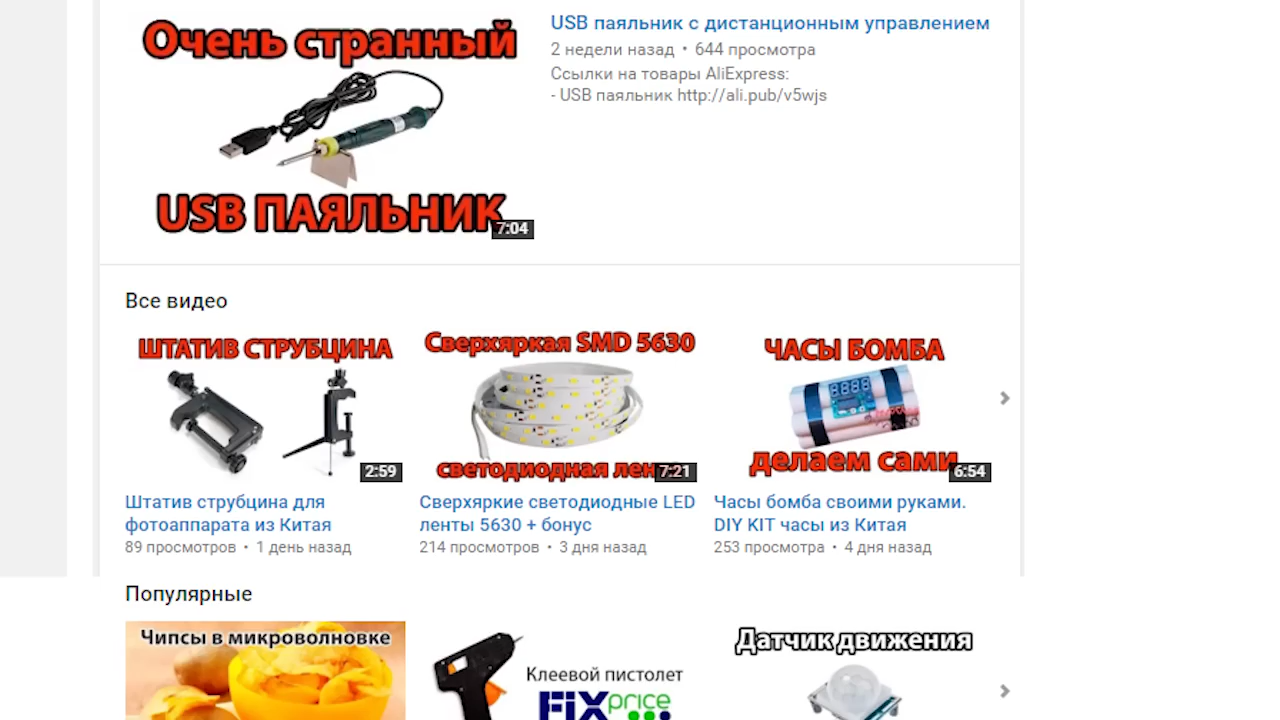 Очень странный
USB ПАЯЛЬНИК
7:04
USB паяльник с дистанционным управлением
2 недели назад • 644 просмотра
Ссылки на товары AliExpress:
- USB паяльник http://ali.pub/v5wjs
Все видео
ШТАТИВ СТРУБЦИНА
2:59
Штатив струбцина для
фотоаппарата из Китая
89 просмотров • 1 день назад
Сверхяркая SMD 5630
светодиодная лен
7:21
Сверхяркие светодиодные LED
ленты 5630 + бонус
214 просмотров • 3 дня назад
ЧАСЫ БОМБА
8888
делаем сами
6:54
Часы бомба своими руками.
DIY KIT часы из Китая
253 просмотра • 4 дня назад
Популярные
Чипсы в микроволновке
Клеевой пистолет
FIXprice
Датчик движения